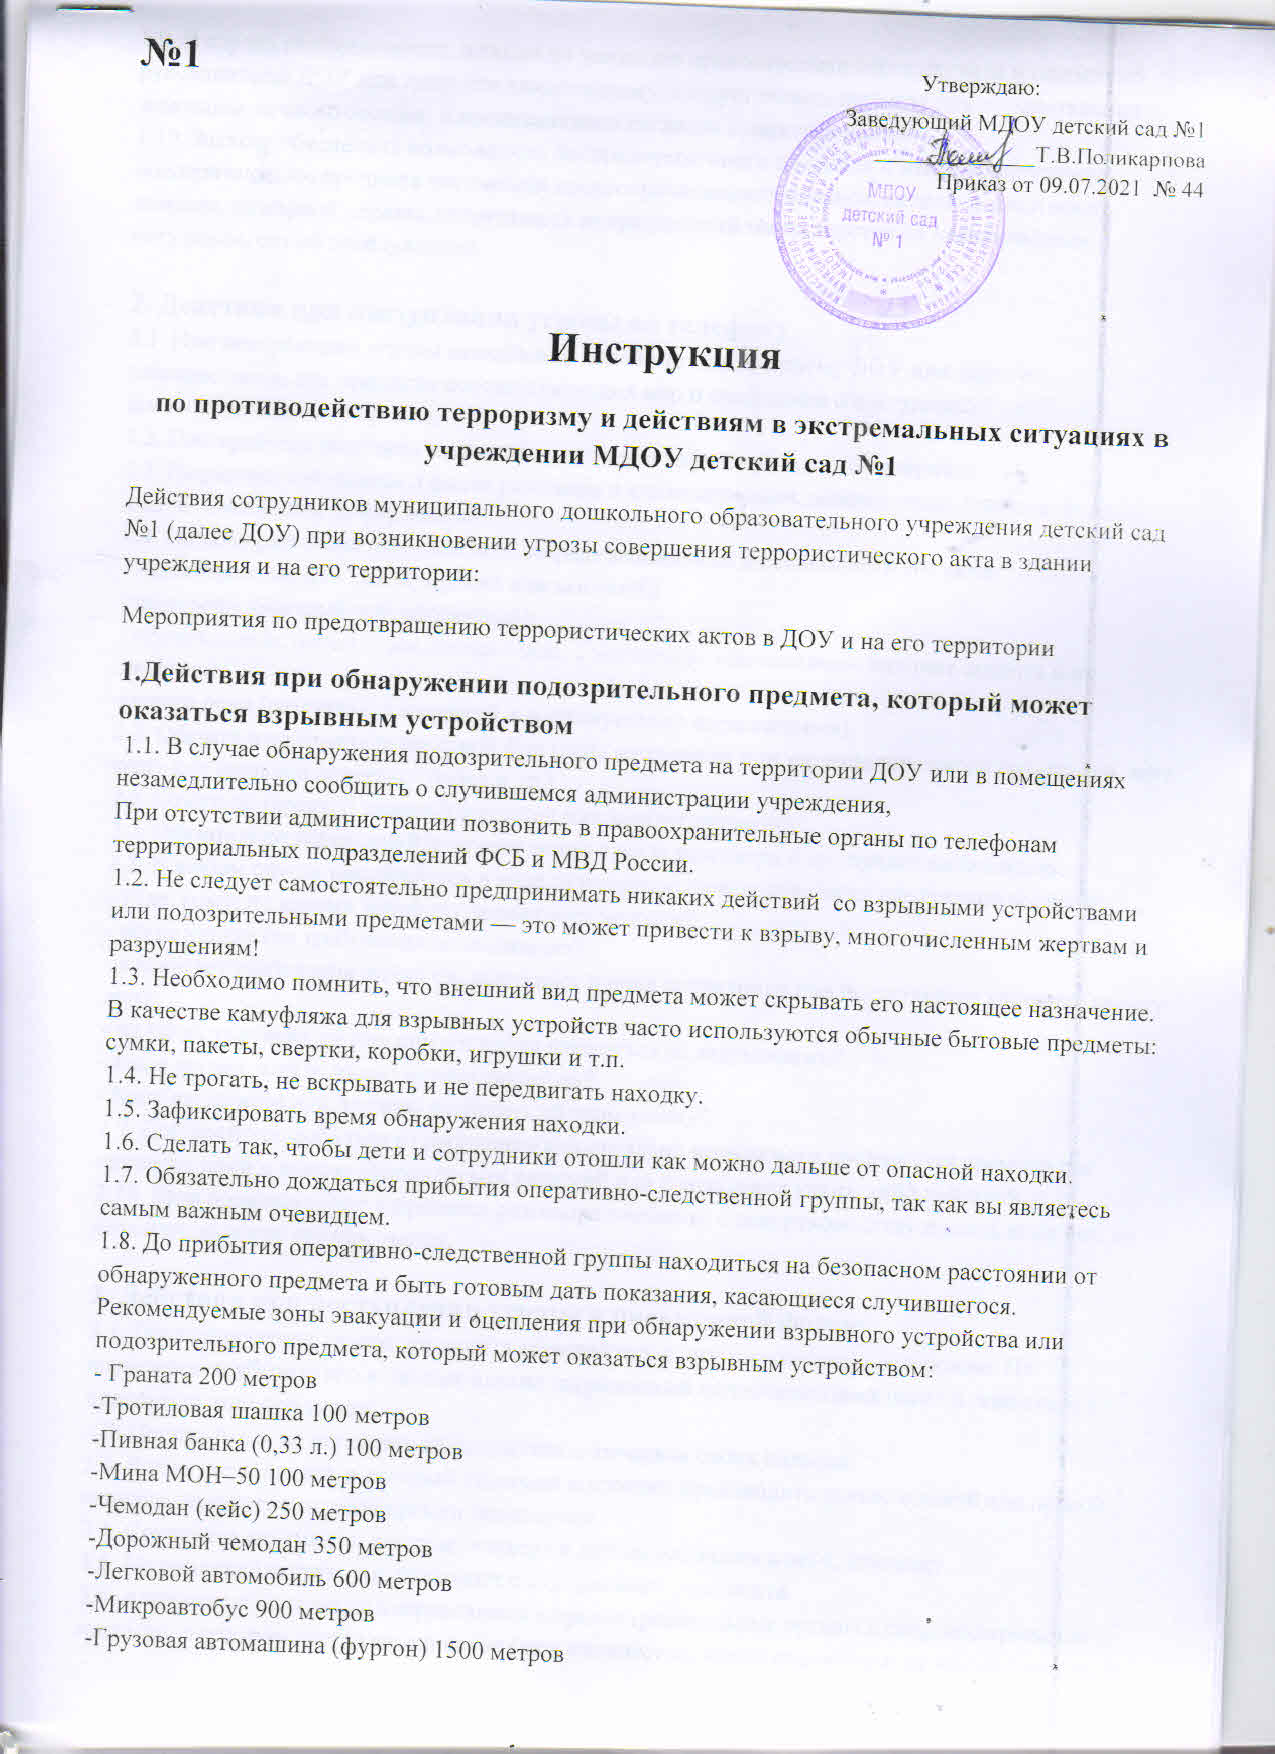 №1
Утверждаю:
Заведующий МДОУ детский сад №1
Т.В.Поликарпова
Приказ от 09.07.2021 № 44
МДОУ
детский сад
№ 1
Инструкция
по противодействию терроризму и действиям в экстремальных ситуациях в
учреждении МДОУ детский сад №1
Действия сотрудников муниципального дошкольного образовательного учреждения детский сад
№1 (далее ДОУ) при возникновении угрозы совершения террористического акта в здании
учреждения и на его территории:
Мероприятия по предотвращению террористических актов в ДОУ и на его территории
1.Действия при обнаружении подозрительного предмета, который может
оказаться взрывным устройством
1.1. В случае обнаружения подозрительного предмета на территории ДОУ или в помещениях
незамедлительно сообщить о случившемся администрации учреждения,
При отсутствии администрации позвонить в правоохранительные органы по телефонам
территориальных подразделений ФСБ и МВД России.
1.2. Не следует самостоятельно предпринимать никаких действий со взрывными устройствами
или подозрительными предметами — это может привести к взрыву, многочисленным жертвам и
разрушениям!
1.3. Необходимо помнить, что внешний вид предмета может скрывать его настоящее назначение.
В качестве камуфляжа для взрывных устройств часто используются обычные бытовые предметы:
сумки, пакеты, свертки, коробки, игрушки и т.п.
1.4. Не трогать, не вскрывать и не передвигать находку.
1.5. Зафиксировать время обнаружения находки.
1.6. Сделать так, чтобы дети и сотрудники отошли как можно дальше от опасной находки.
1.7. Обязательно дождаться прибытия оперативно-следственной группы, так как вы являетесь
самым важным очевидцем.
1.8. До прибытия оперативно-следственной группы находиться на безопасном расстоянии от
обнаруженного предмета и быть готовым дать показания, касающиеся случившегося.
Рекомендуемые зоны эвакуации и оцепления при обнаружении взрывного устройства или
подозрительного предмета, который может оказаться взрывным устройством:
- Граната 200 метров
-Тротиловая шашка 100 метров
-Пивная банка (0,33 л.) 100 метров
-Мина МОН–50 100 метров
-Чемодан (кейс) 250 метров
-Дорожный чемодан 350 метров
-Легковой автомобиль 600 метров
-Микроавтобус 900 метров
-Грузовая автомашина (фургон) 1500 метров